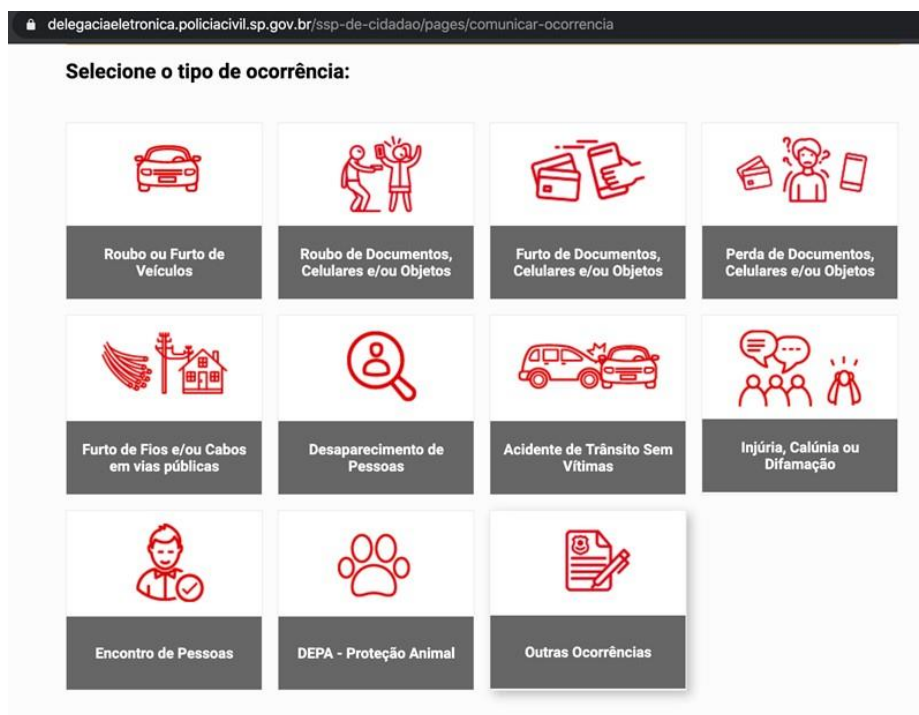 delegaciaeletronica.policiacivil.sp.gov.br/ssp-de-cidadao/pages/comunicar-ocorrencia
Selecione o tipo de ocorrência:
Roubo ou Furto de
Veículos
Roubo de Documentos,
Celulares e/ou Objetos
Furto de Documentos,
Celulares e/ou Objetos
Perda de Documentos,
Celulares e/ou Objetos
Furto de Fios e/ou Cabos
em vias públicas
Desaparecimento de
Pessoas
Acidente de Trânsito Sem
Vítimas
Injúria, Calúnia ou
Difamação
Encontro de Pessoas
DEPA - Proteção Animal
Outras Ocorrências